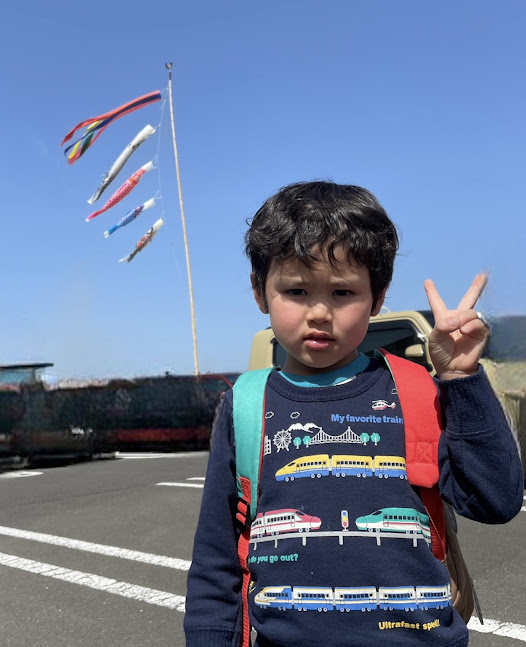 My favorite train
do you go out?
Ultrafast speed